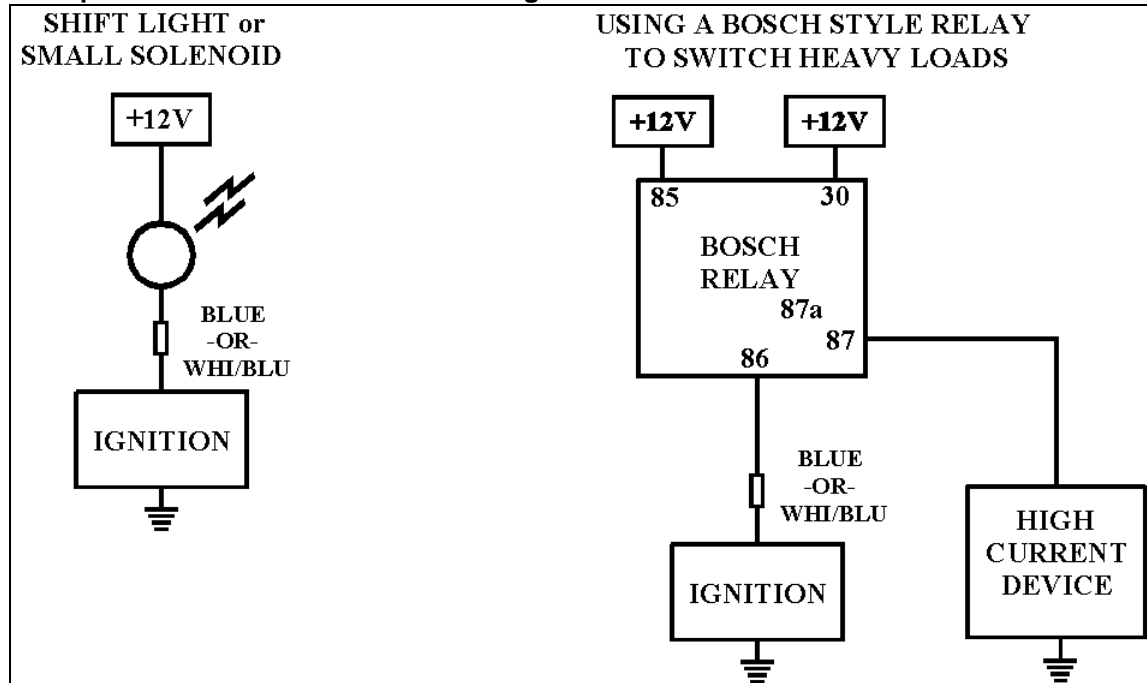 SHIFT LIGHT or
SMALL SOLENOID
+12V
BLUE
-OR-
WHI/BLU
IGNITION
USING A BOSCH STYLE RELAY
TO SWITCH HEAVY LOADS
+12V
+12V
85
30
BOSCH
RELAY
87a
87
86
BLUE
-OR-
WHI/BLU
IGNITION
HIGH
CURRENT
DEVICE